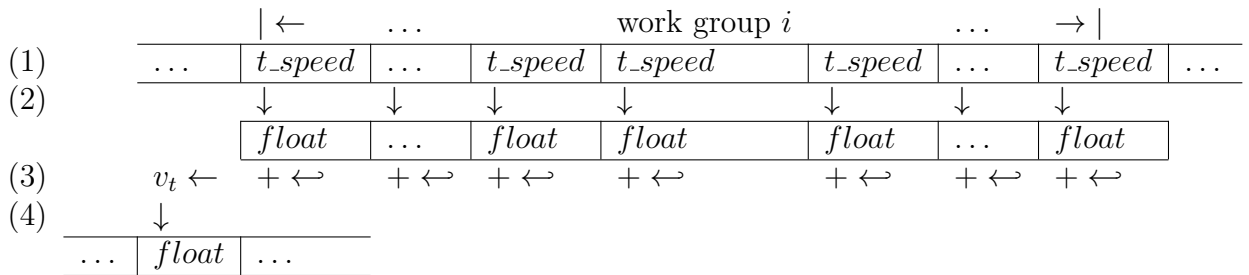 |← … work group i … →|
(1) … t_speed … t_speed t_speed t_speed … t_speed …
(2) ↓ ↓ ↓ ↓ ↓ ↓ ↓
float … float float float … float
(3) v_t ← + ↩ + ↩ + ↩ + ↩ + ↩ + ↩ + ↩
(4) ↓
… float …